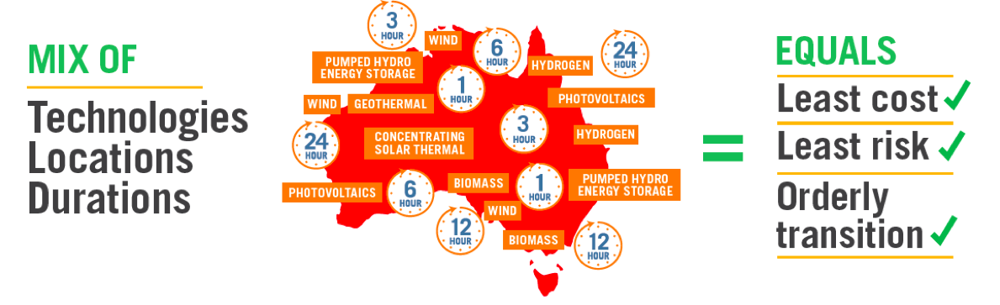 MIX OF
Technologies
Locations
Durations
3
HOUR
WIND
6
HOUR
24
HOUR
PUMPED HYDRO
ENERGY STORAGE
HYDROGEN
1
HOUR
PHOTOVOLTAICS
WIND
GEOTHERMAL
3
HOUR
HYDROGEN
24
HOUR
CONCENTRATING
SOLAR THERMAL
PHOTOVOLTAICS
6
HOUR
BIOMASS
1
HOUR
PUMPED HYDRO
ENERGY STORAGE
WIND
12
HOUR
BIOMASS
12
HOUR
=
EQUALS
Least cost ✓
Least risk ✓
Orderly
transition ✓